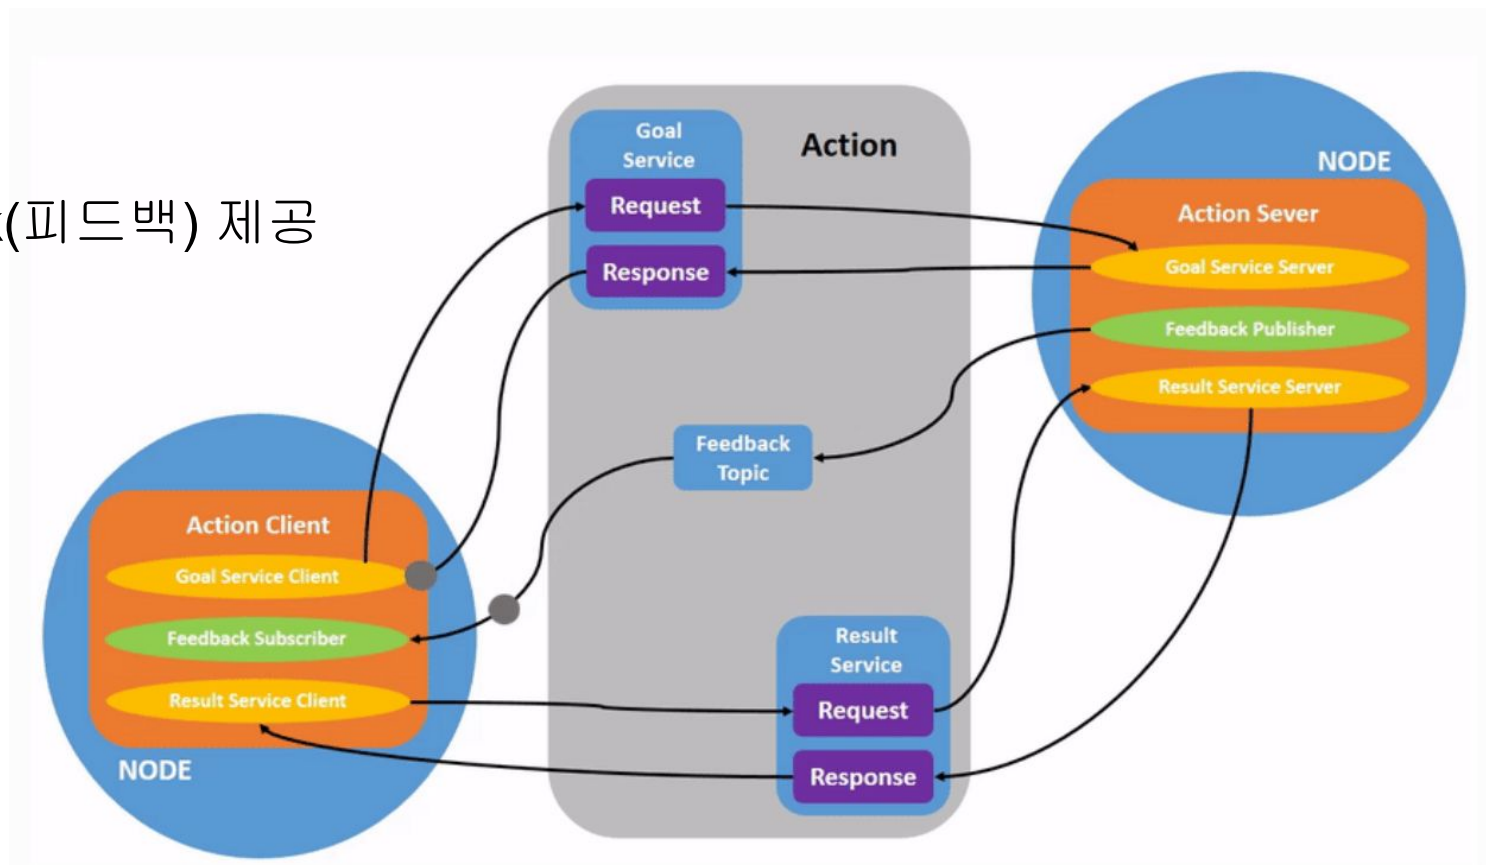 (피드백) 제공
Goal
Service
Request
Response
Action
NODE
Action Sever
Goal Service Server
Feedback Publisher
Result Service Server
Feedback
Topic
Action Client
Goal Service Client
Feedback Subscriber
Result Service Client
NODE
Result
Service
Request
Response